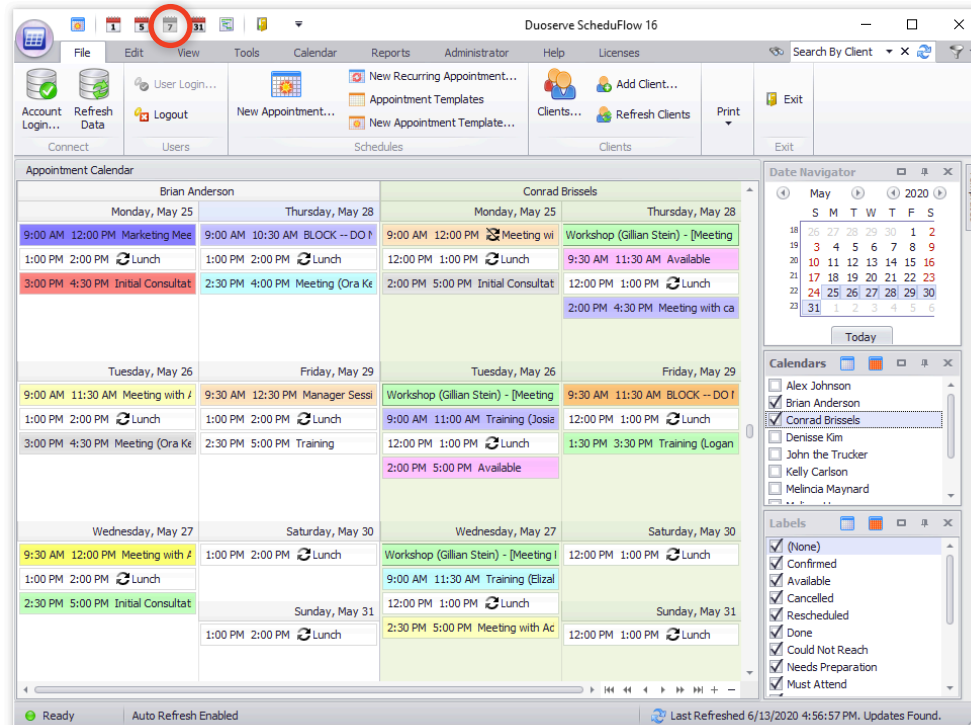 1 5 7 31
Duoserve ScheduFlow 16
File Edit View Tools Calendar Reports Administrator Help Licenses
Search By Client
Account Login...
Refresh Data
Connect
User Login...
Logout
Users
New Appointment...
New Recurring Appointment...
Appointment Templates
New Appointment Template...
Schedules
Clients...
Add Client...
Refresh Clients
Clients
Print
Exit
Exit
Appointment Calendar
Brian Anderson
Conrad Brissels
Monday, May 25
Thursday, May 28
Monday, May 25
Thursday, May 28
9:00 AM 12:00 PM Marketing Mee
9:00 AM 10:30 AM BLOCK -- DO N
9:00 AM 12:00 PM Meeting wi
Workshop (Gillian Stein) - [Meeting
1:00 PM 2:00 PM Lunch
1:00 PM 2:00 PM Lunch
12:00 PM 1:00 PM Lunch
9:30 AM 11:30 AM Available
3:00 PM 4:30 PM Initial Consultat
2:30 PM 4:00 PM Meeting (Ora Ke
2:00 PM 5:00 PM Initial Consultat
12:00 PM 1:00 PM Lunch
2:00 PM 4:30 PM Meeting with ca
Tuesday, May 26
Friday, May 29
Tuesday, May 26
Friday, May 29
9:00 AM 11:30 AM Meeting with A
9:30 AM 12:30 PM Manager Sessi
Workshop (Gillian Stein) - [Meeting
9:30 AM 11:30 AM BLOCK -- DO N
1:00 PM 2:00 PM Lunch
1:00 PM 2:00 PM Lunch
9:00 AM 11:00 AM Training (Josia
12:00 PM 1:00 PM Lunch
3:00 PM 4:30 PM Meeting (Ora Ke
2:30 PM 5:00 PM Training
12:00 PM 1:00 PM Lunch
1:30 PM 3:30 PM Training (Logan
2:00 PM 5:00 PM Available
Wednesday, May 27
Saturday, May 30
Wednesday, May 27
Saturday, May 30
9:30 AM 12:00 PM Meeting with A
1:00 PM 2:00 PM Lunch
Workshop (Gillian Stein) - [Meeting I
12:00 PM 1:00 PM Lunch
1:00 PM 2:00 PM Lunch
9:00 AM 11:30 AM Training (Elizal
2:30 PM 5:00 PM Initial Consultat
Sunday, May 31
12:00 PM 1:00 PM Lunch
Sunday, May 31
1:00 PM 2:00 PM Lunch
2:30 PM 5:00 PM Meeting with Ac
12:00 PM 1:00 PM Lunch
Date Navigator
May 2020
S M T W T F S
18 26 27 28 29 30 1 2
19 3 4 5 6 7 8 9
20 10 11 12 13 14 15 16
21 17 18 19 20 21 22 23
22 24 25 26 27 28 29 30
23 31 1 2 3 4 5 6
Today
Calendars
Alex Johnson
Brian Anderson
Conrad Brissels
Denisse Kim
John the Trucker
Kelly Carlson
Melincia Maynard
Labels
(None)
Confirmed
Available
Cancelled
Rescheduled
Done
Could Not Reach
Needs Preparation
Must Attend
Ready
Auto Refresh Enabled
Last Refreshed 6/13/2020 4:56:57 PM. Updates Found.